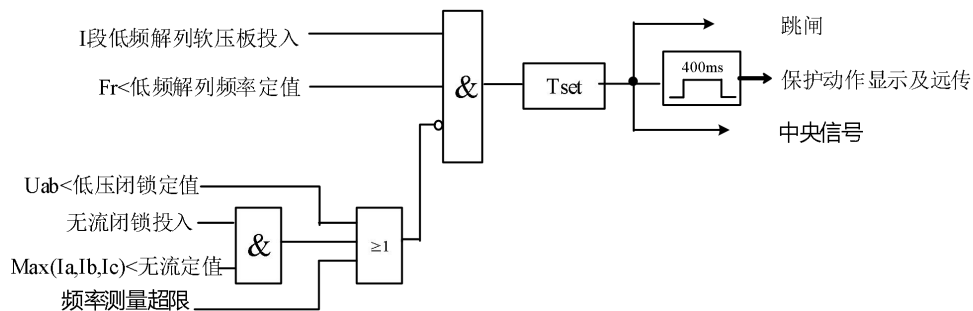 I段低频解列软压板投入
Fr<低频解列频率定值
&
Tset
跳闸
400ms
保护动作显示及远传
中央信号
Uab<低压闭锁定值
无流闭锁投入
&
≥1
Max(Ia,Ib,Ic)<无流定值
频率测量超限